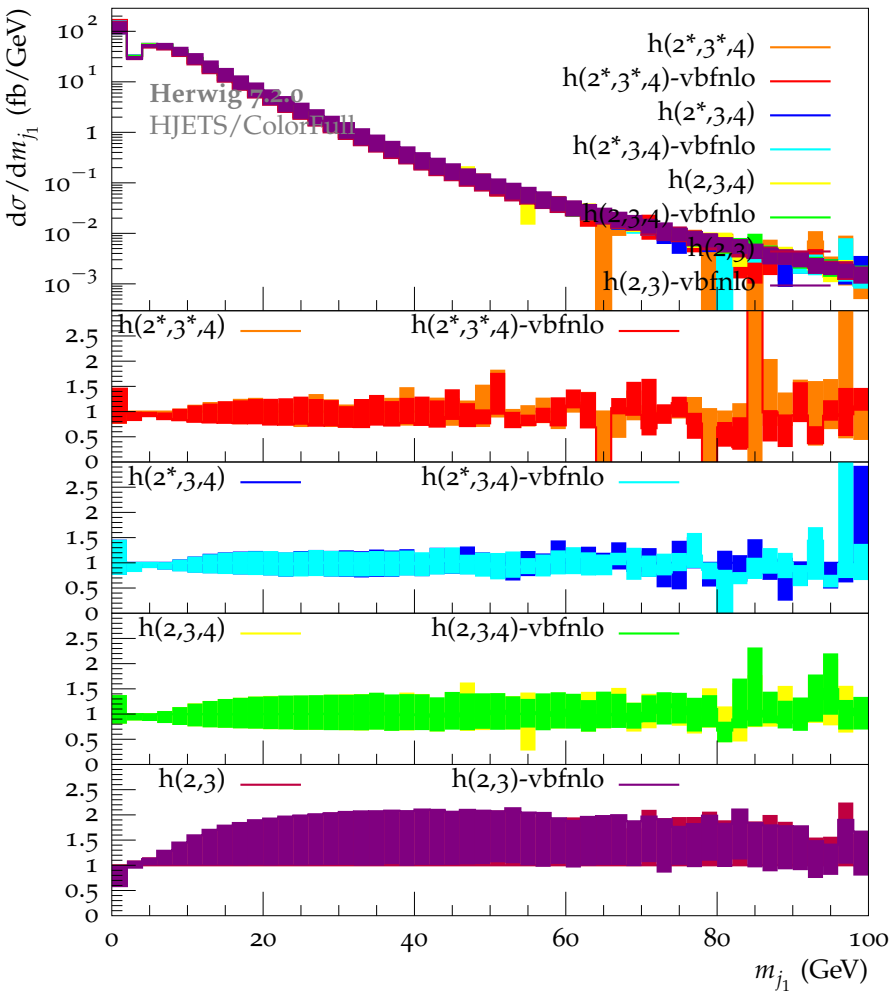 dσ/dm_{j_1} (fb/GeV)
10^2
10^1
1
10^{−1}
10^{−2}
10^{−3}
Herwig 7.2.0
HJETS/ColorFull
h(2*,3*,4)
h(2*,3*,4)-vbfnlo
h(2*,3,4)
h(2*,3,4)-vbfnlo
h(2,3,4)
h(2,3,4)-vbfnlo
h(2,3)
h(2,3)-vbfnlo
h(2*,3*,4) h(2*,3*,4)-vbfnlo
2.5
2
1.5
1
0.5
0
h(2*,3,4) h(2*,3,4)-vbfnlo
2.5
2
1.5
1
0.5
0
h(2,3,4) h(2,3,4)-vbfnlo
2.5
2
1.5
1
0.5
0
h(2,3) h(2,3)-vbfnlo
2.5
2
1.5
1
0.5
0
0 20 40 60 80 100
m_{j_1} (GeV)